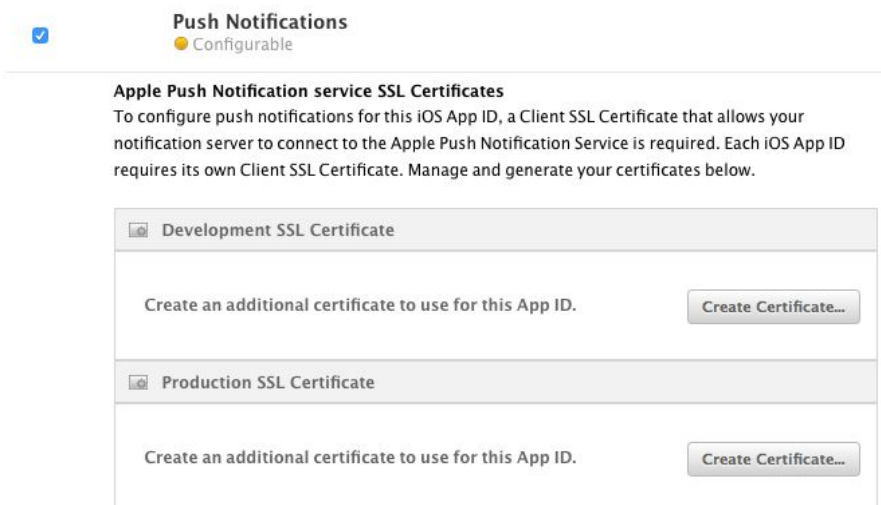 Push Notifications
Configurable
Apple Push Notification service SSL Certificates
To configure push notifications for this iOS App ID, a Client SSL Certificate that allows your
notification server to connect to the Apple Push Notification Service is required. Each iOS App ID
requires its own Client SSL Certificate. Manage and generate your certificates below.
Development SSL Certificate
Create an additional certificate to use for this App ID.
Create Certificate...
Production SSL Certificate
Create an additional certificate to use for this App ID.
Create Certificate...